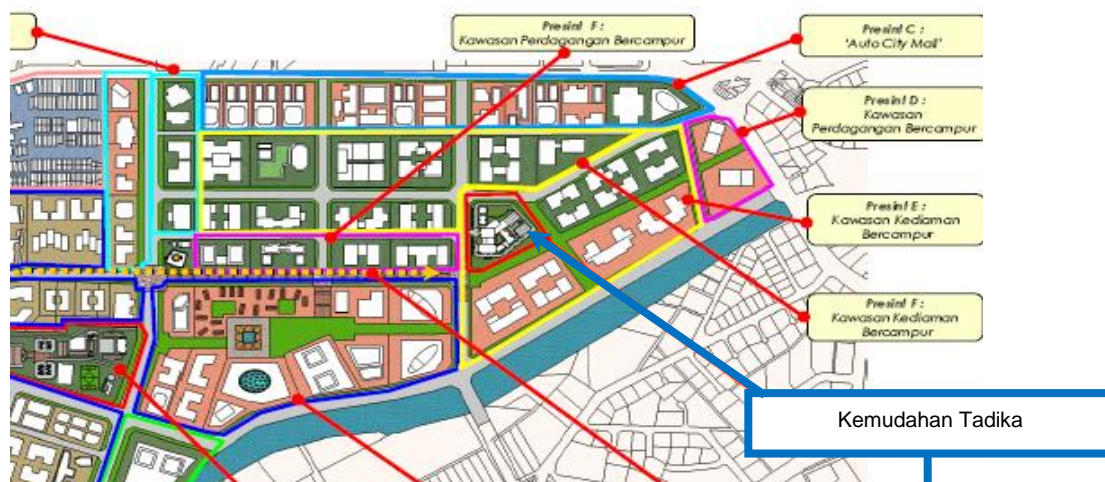 Presint F :
Kawasan Perdagangan Bercampur
Presint C :
'Auto City Mall'
Presint D :
Kawasan
Perdagangan Bercampur
Presint E :
Kawasan Kediaman
Bercampur
Presint F :
Kawasan Kediaman
Bercampur
Kemudahan Tadika